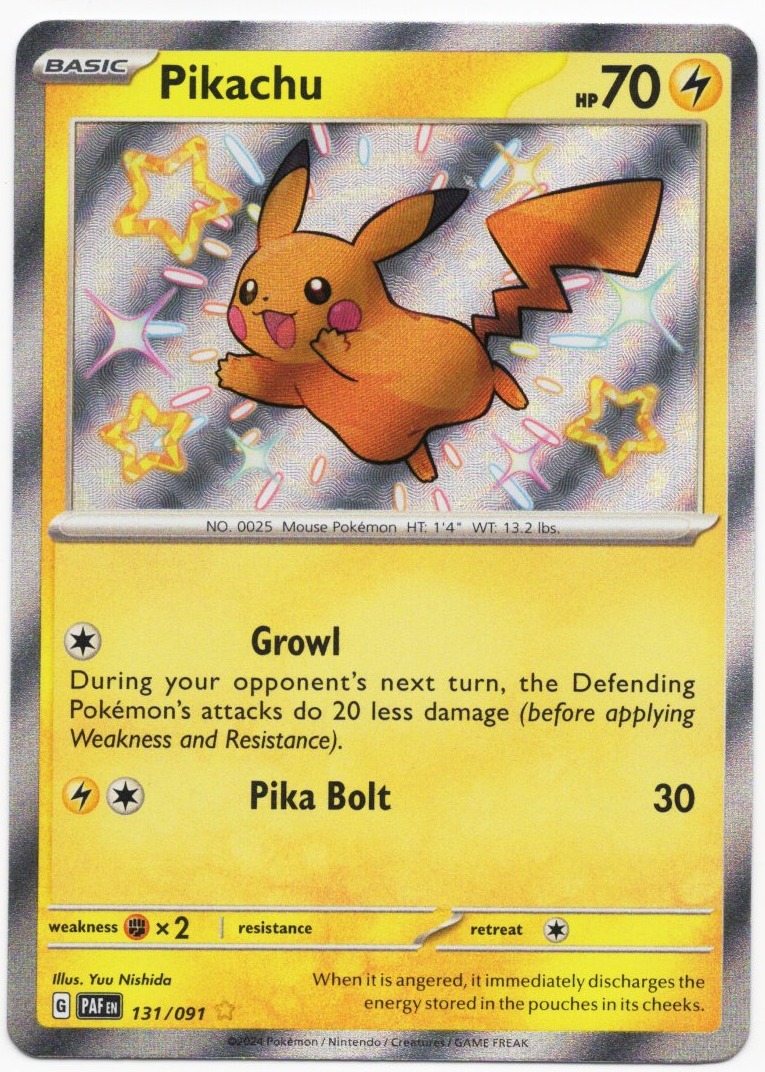 BASIC Pikachu HP 70
NO. 0025 Mouse Pokémon HT: 1'4" WT: 13.2 lbs.
Growl
During your opponent's next turn, the Defending
Pokémon's attacks do 20 less damage (before applying
Weakness and Resistance).
Pika Bolt 30
weakness ×2 resistance retreat
Illus. Yuu Nishida
When it is angered, it immediately discharges the
energy stored in the pouches in its cheeks.
G PAF EN 131/091
©2024 Pokémon / Nintendo / Creatures / GAME FREAK